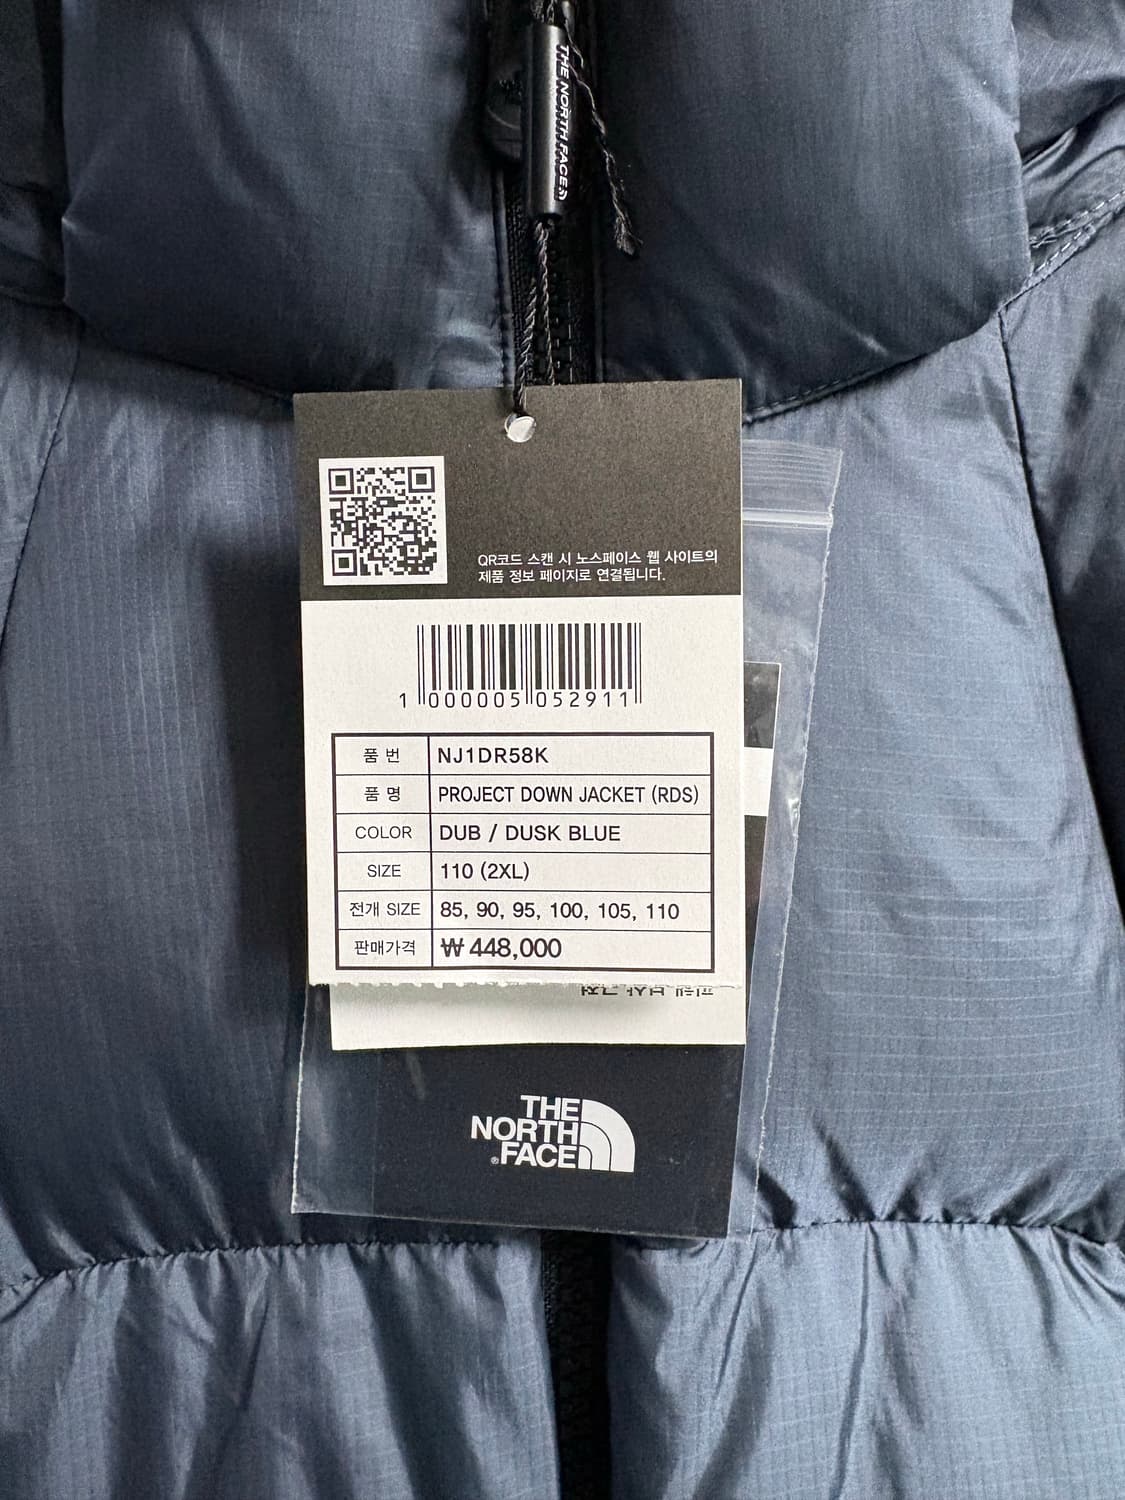 THE NORTH FACE
QR코드 스캔 시 노스페이스 웹 사이트의
제품 정보 페이지로 연결됩니다.
1 000005 052911
품 번 NJ1DR58K
품 명 PROJECT DOWN JACKET (RDS)
COLOR DUB / DUSK BLUE
SIZE 110 (2XL)
전개 SIZE 85, 90, 95, 100, 105, 110
판매가격 ₩ 448,000
THE
NORTH
®FACE